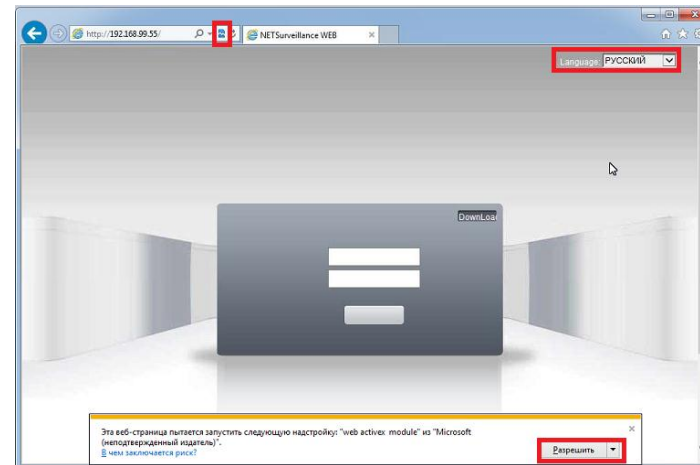 http://192.168.99.55/
NETSurveillance WEB
Language: РУССКИЙ
DownLoa
Эта веб-страница пытается запустить следующую надстройку: "web activex module" из "Microsoft
(неподтвержденный издатель)".
В чем заключается риск?
Разрешить